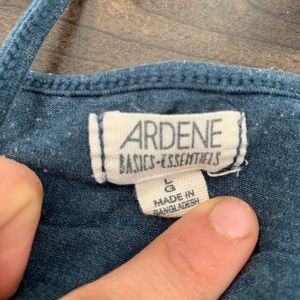 ARDENE
BASICS-ESSENTIELS
L
G
MADE IN
BANGLADESH